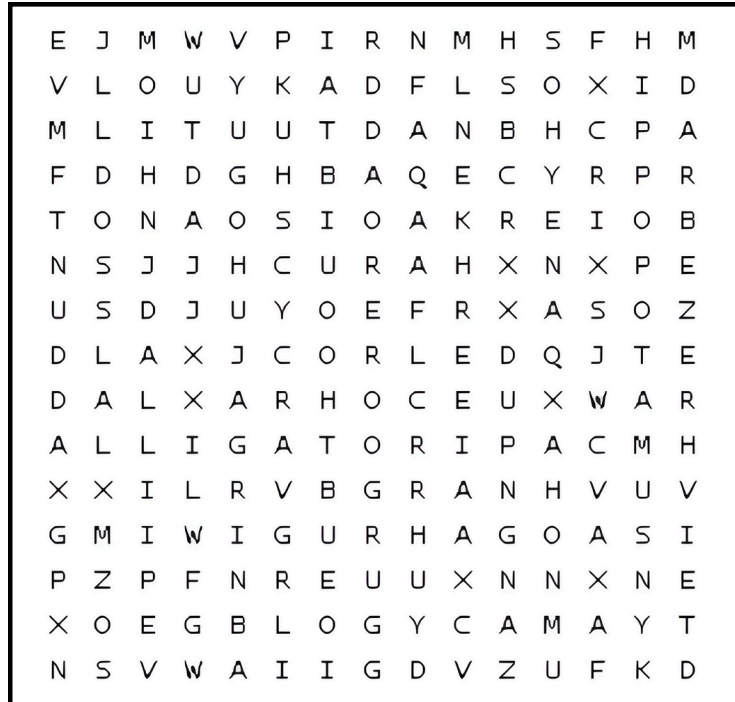 E J M W V P I R N M H S F H M
V L O U Y K A D F L S O X I D
M L I T U U T D A N B H C P A
F D H D G H B A Q E C Y R P R
T O N A O S I O A K R E I O B
N S J J H C U R A H X N X P E
U S D J U Y O E F R X A S O Z
D L A X J C O R L E D Q J T E
D A L X A R H O C E U X W A R
A L L I G A T O R I P A C M H
X X I L R V B G R A N H V U V
G M I W I G U R H A G O A S I
P Z P F N R E U U X N N X N E
X O E G B L O G Y C A M A Y T
N S V W A I I G D V Z U F K D